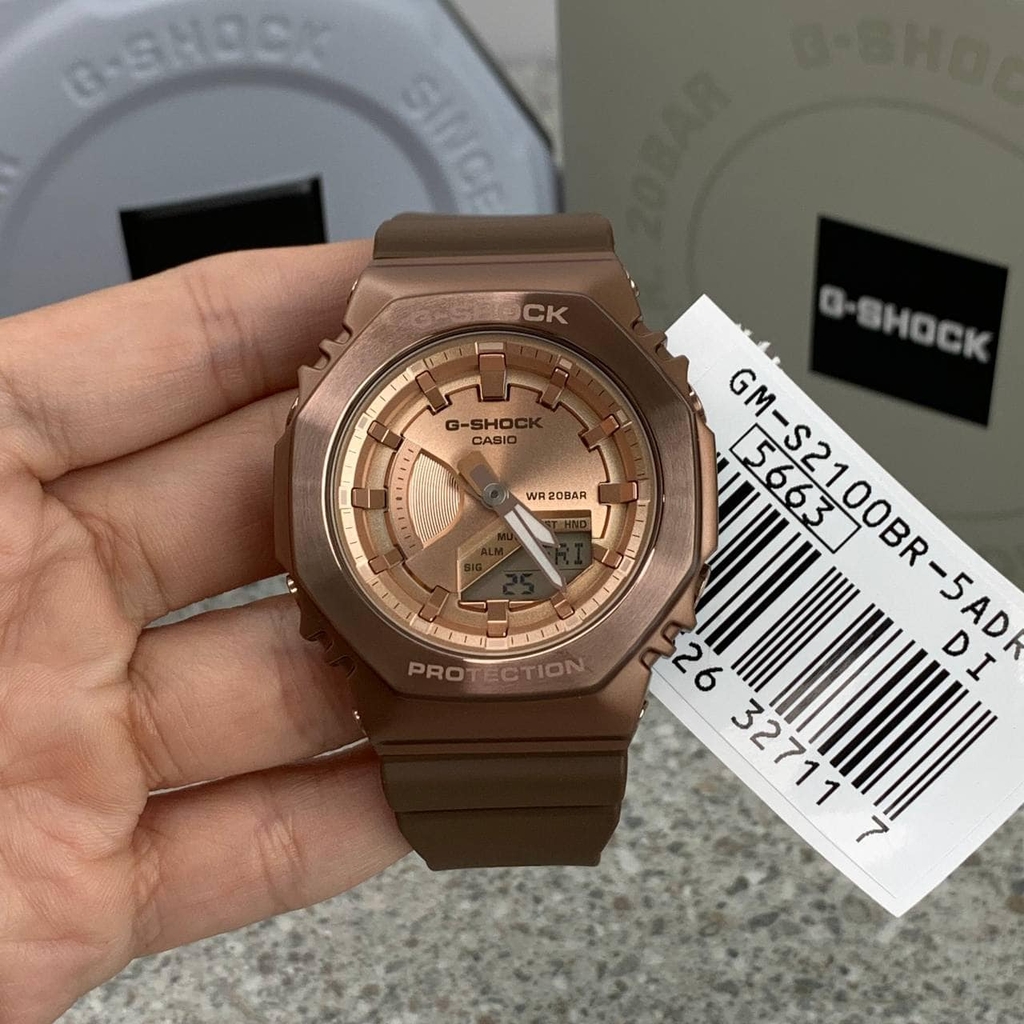 G-SHOCK
SINCE
G-SHOCK
20BAR
G-SHOCK
G-SHOCK
G-SHOCK
CASIO
WR 20BAR
HND
ALM
SIG
25
PROTECTION
GM-S2100BR-5ADR
5663
DI
26 32711 7